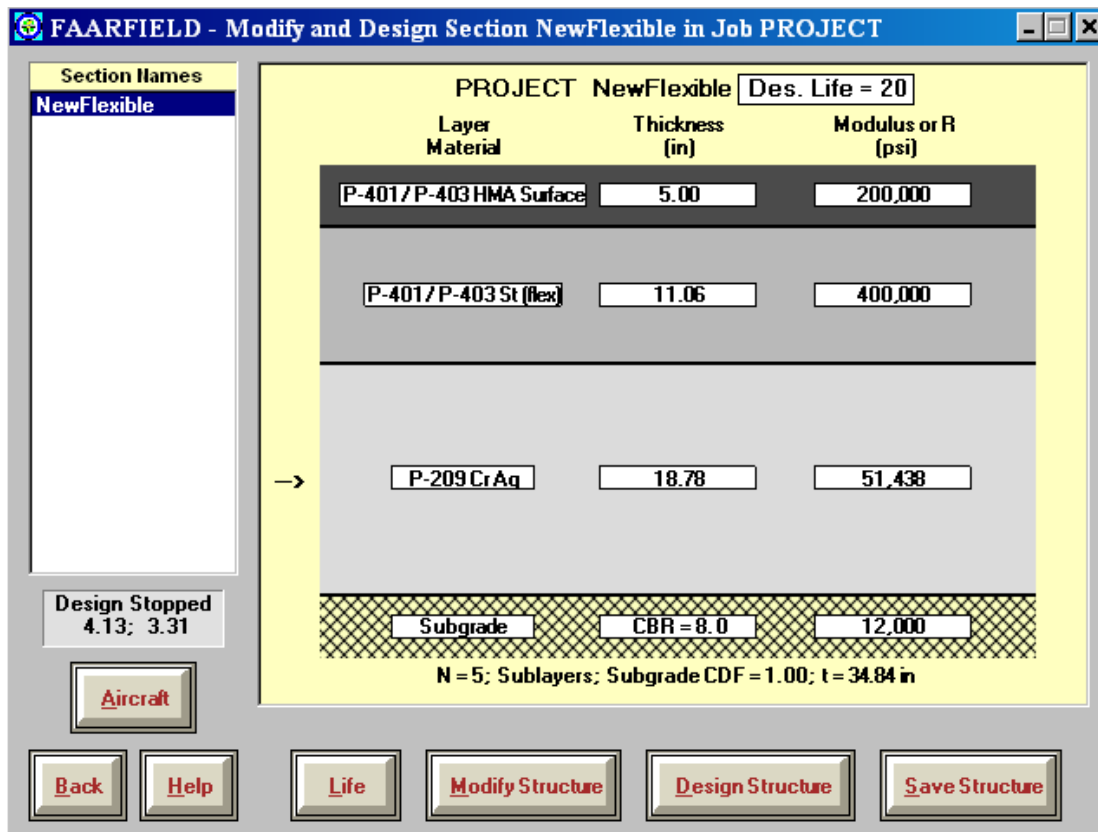 FAARFIELD - Modify and Design Section NewFlexible in Job PROJECT
Section Names
NewFlexible
PROJECT NewFlexible Des. Life = 20
Layer Material
Thickness (in)
Modulus or R (psi)
P-401 / P-403 HMA Surface 5.00 200,000
P-401 / P-403 St (flex) 11.06 400,000
--> P-209 Cr Ag 18.78 51,438
Subgrade CBR = 8.0 12,000
N = 5; Sublayers; Subgrade CDF = 1.00; t = 34.84 in
Design Stopped
4.13; 3.31
Aircraft
Back Help Life Modify Structure Design Structure Save Structure